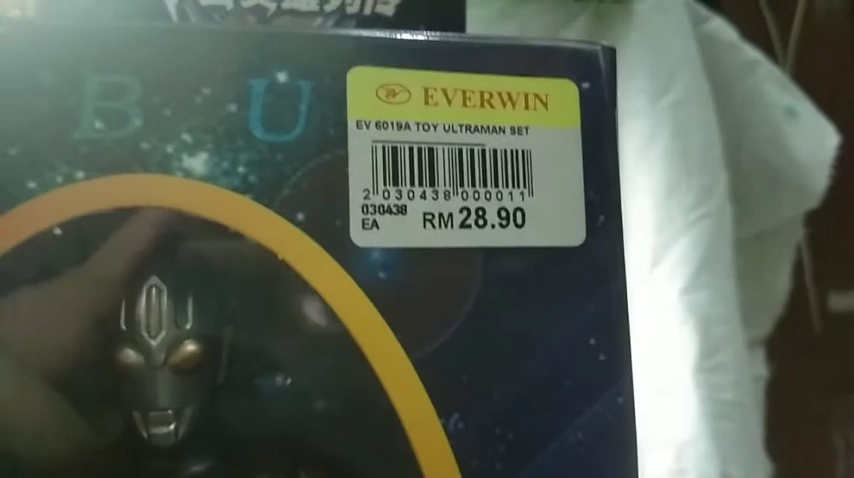 B U
EVERWIN
EV 6019A TOY ULTRAMAN SET
2 030438 000011
030438
EA
RM 28.90